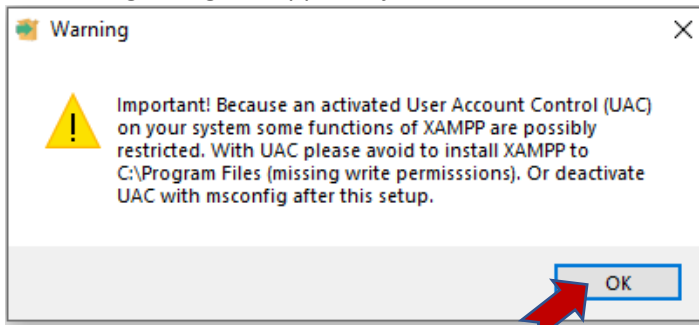 Warning
Important! Because an activated User Account Control (UAC)
on your system some functions of XAMPP are possibly
restricted. With UAC please avoid to install XAMPP to
C:\Program Files (missing write permisssions). Or deactivate
UAC with msconfig after this setup.
OK